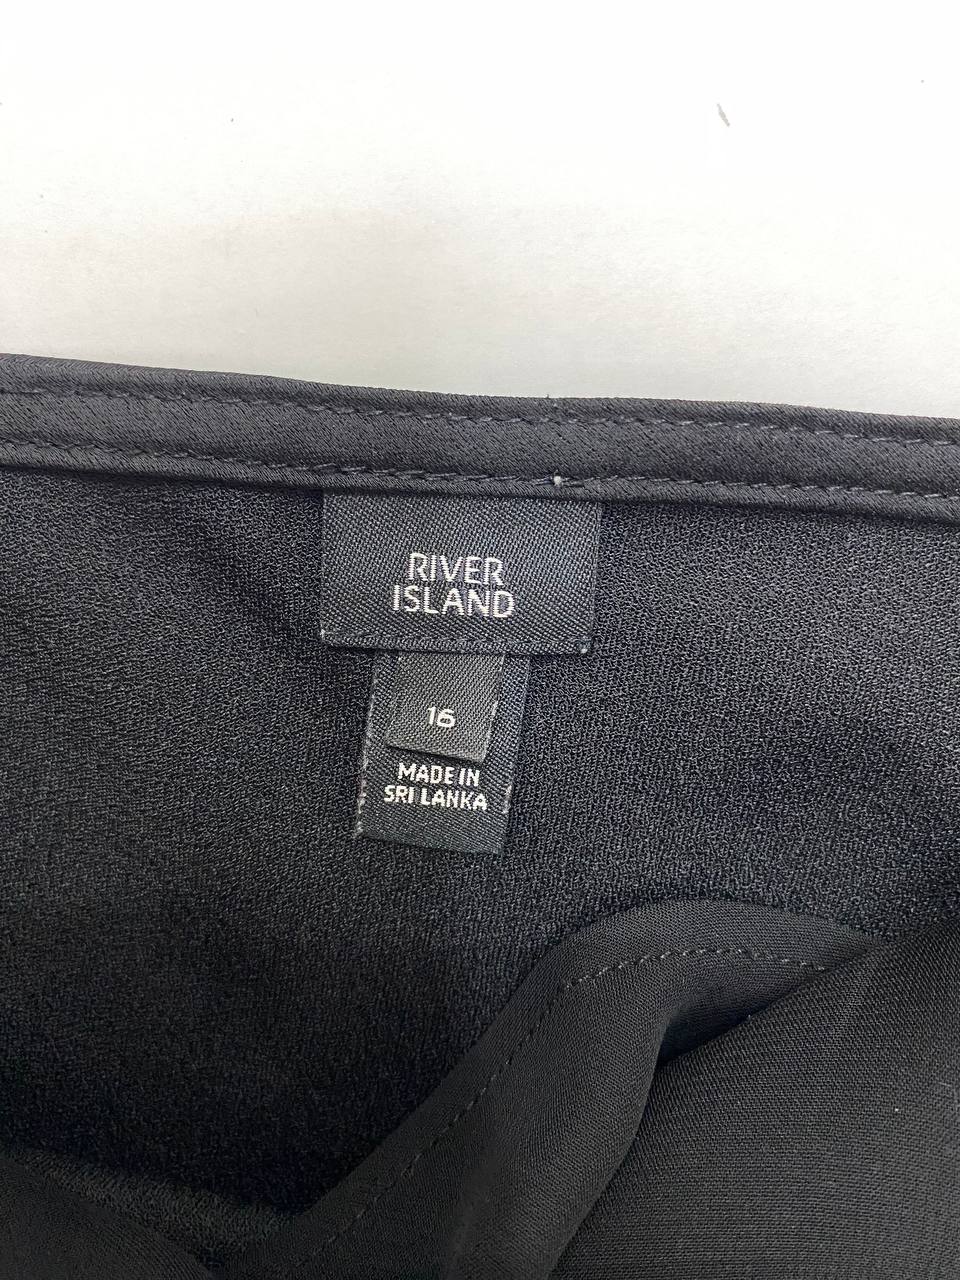 RIVER
ISLAND
16
MADE IN
SRI LANKA